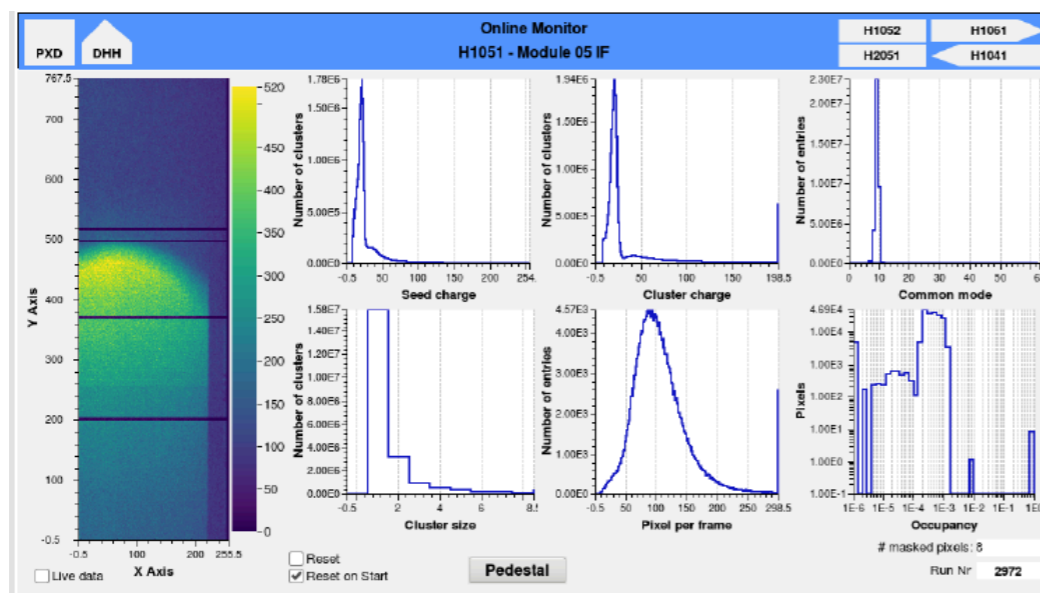 PXD
DHH
Online Monitor
H1051 - Module 05 IF
H1052
H1061
H2051
H1041
767.5
700
600
500
400
300
200
100
-0.5
Y Axis
-0.5
100
200
255.5
X Axis
520
450
400
350
300
250
200
150
100
50
0
Number of clusters
1.78E6
1.50E6
1.00E6
5.00E5
0.00E0
-0.5
50
100
150
200
254.
Seed charge
Number of clusters
1.94E6
1.50E6
1.00E6
5.00E5
0.00E0
-0.5
50
100
150
198.5
Cluster charge
Number of entries
2.30E7
2.00E7
1.50E7
1.00E7
5.00E6
0.00E0
0
10
20
30
40
50
6
Common mode
Number of clusters
1.58E7
1.40E7
1.20E7
1.00E7
8.00E6
6.00E6
4.00E6
2.00E6
0.00E0
-0.5
2
4
6
8.
Cluster size
Number of entries
4.57E3
4.00E3
3.00E3
2.00E3
1.00E3
0.00E0
-0.5
50
100
150
200
250
298.5
Pixel per frame
Pixels
4.69E4
1.00E4
1.00E3
1.00E2
1.00E1
1.00E0
1.00E-1
1E-6
1E-5
1E-4
1E-3
1E-2
1E-1
1E0
Occupancy
Live data
Reset
Reset on Start
Pedestal
# masked pixels: 8
Run Nr 2972